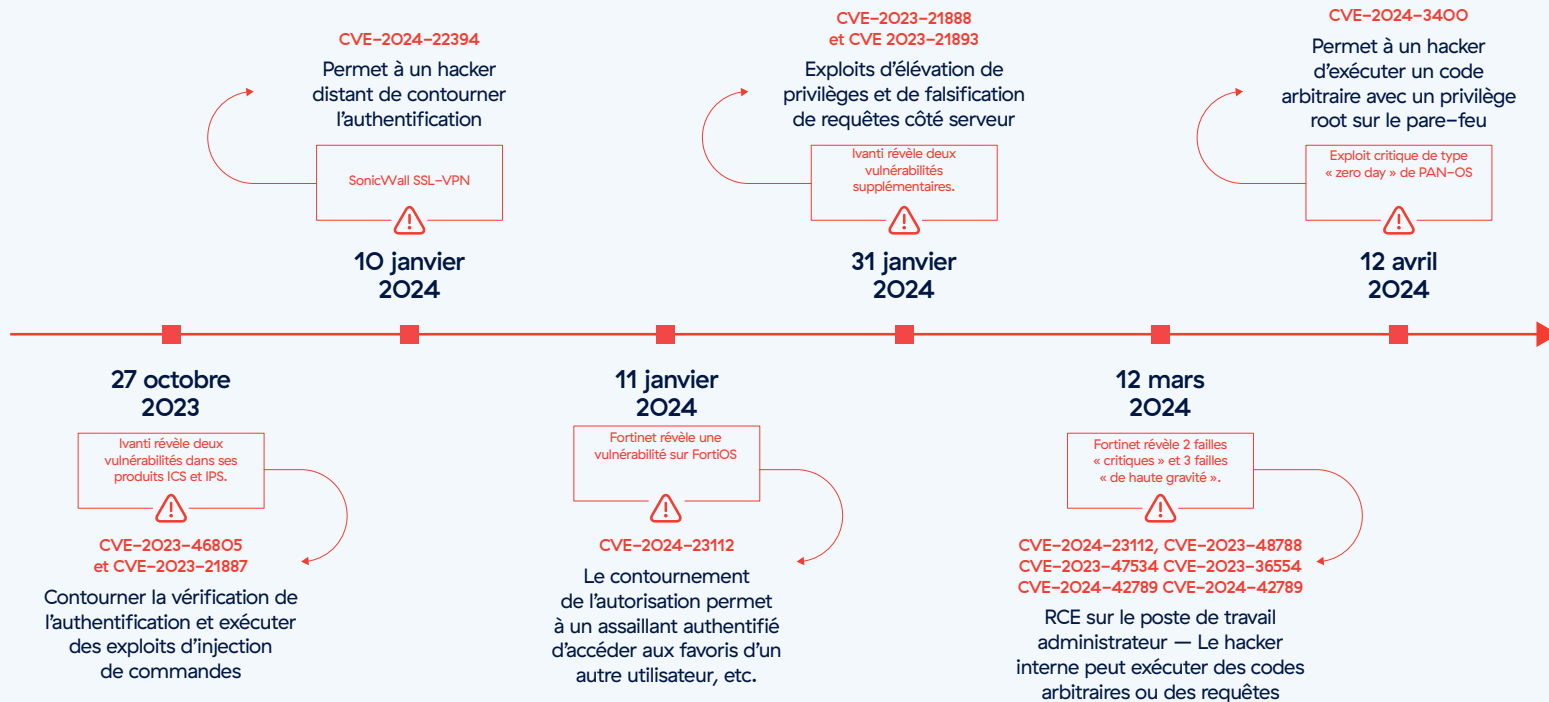 CVE-2024-22394
Permet à un hacker
distant de contourner
l'authentification
SonicWall SSL-VPN
10 janvier
2024
CVE-2023-21888
et CVE 2023-21893
Exploits d'élévation de
privilèges et de falsification
de requêtes côté serveur
Ivanti révèle deux
vulnérabilités
supplémentaires.
31 janvier
2024
CVE-2024-3400
Permet à un hacker
d'exécuter un code
arbitraire avec un privilège
root sur le pare-feu
Exploit critique de type
« zero day » de PAN-OS
12 avril
2024
27 octobre
2023
Ivanti révèle deux
vulnérabilités dans ses
produits ICS et IPS.
CVE-2023-46805
et CVE-2023-21887
Contourner la vérification de
l'authentification et exécuter
des exploits d'injection
de commandes
11 janvier
2024
Fortinet révèle une
vulnérabilité sur FortiOS
CVE-2024-23112
Le contournement
de l'autorisation permet
à un assaillant authentifié
d'accéder aux favoris d'un
autre utilisateur, etc.
12 mars
2024
Fortinet révèle 2 failles
« critiques » et 3 failles
« de haute gravité ».
CVE-2024-23112, CVE-2023-48788
CVE-2023-47534 CVE-2023-36554
CVE-2024-42789 CVE-2024-42789
RCE sur le poste de travail
administrateur — Le hacker
interne peut exécuter des codes
arbitraires ou des requêtes